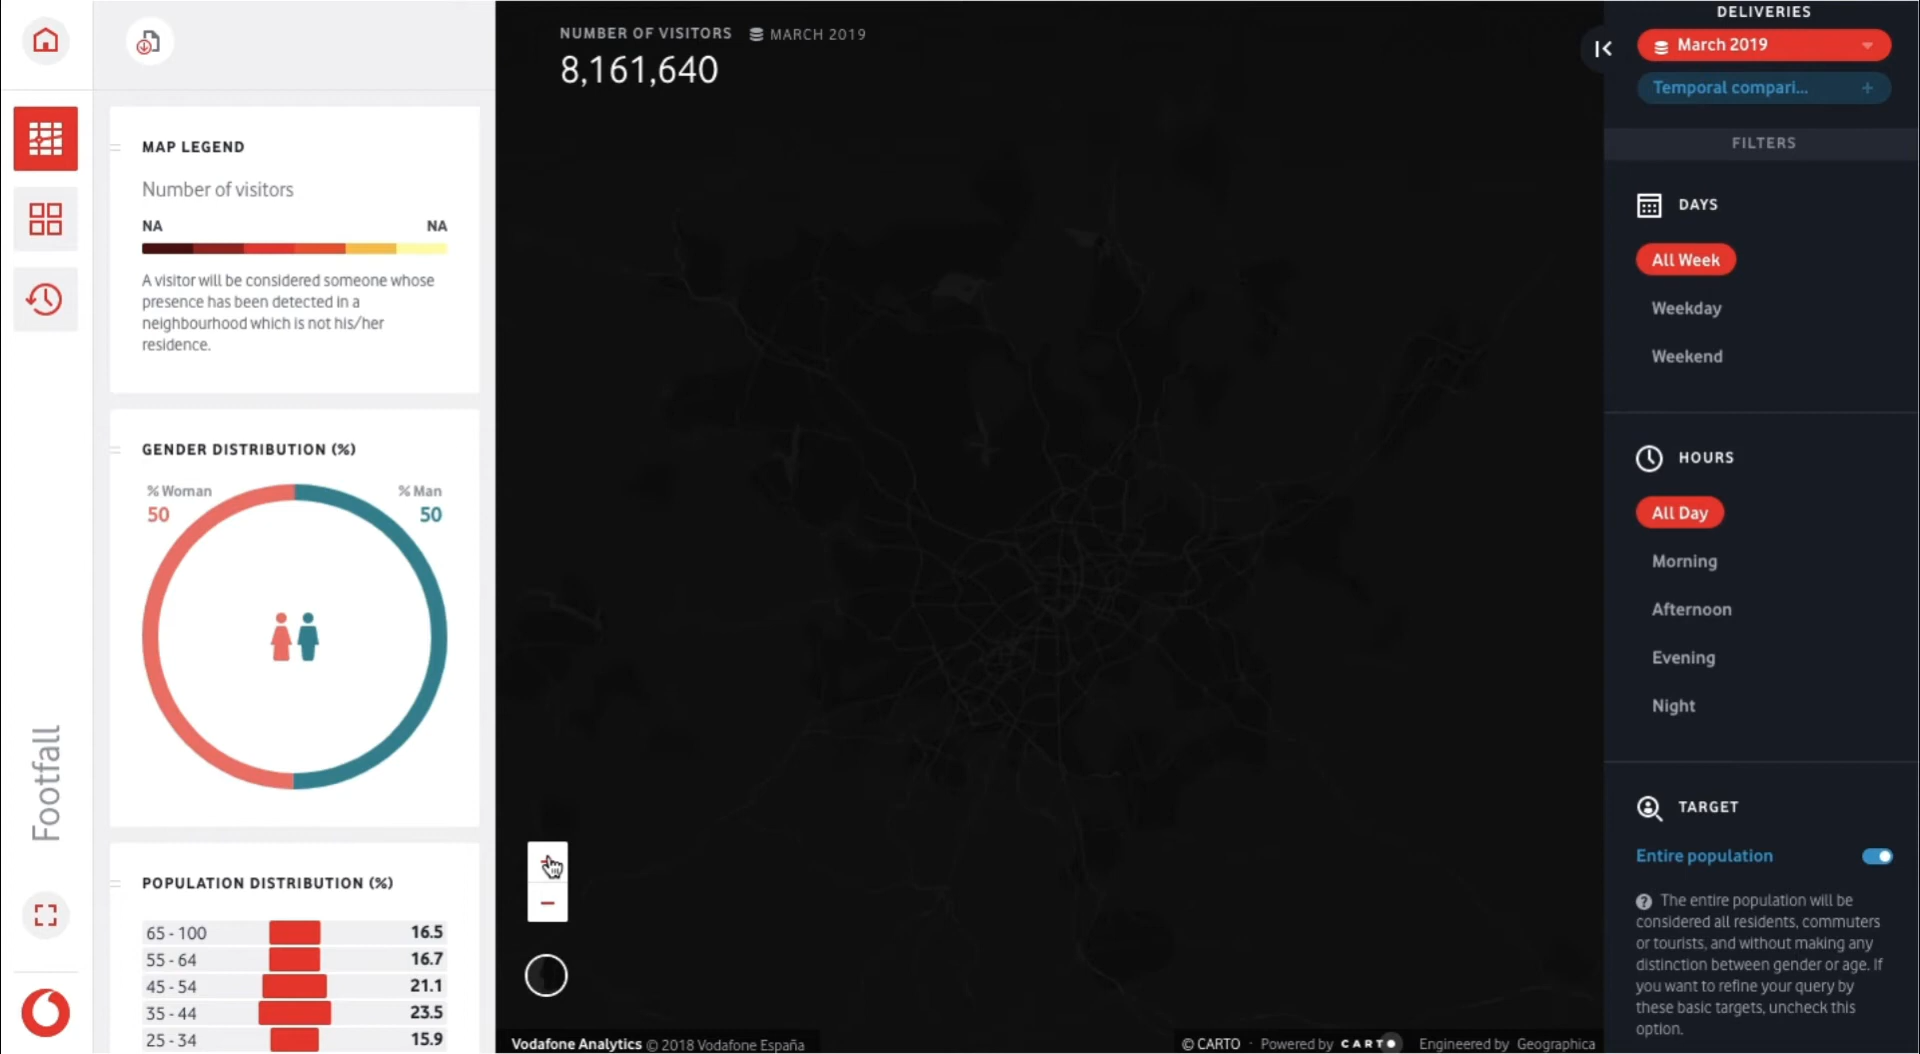 Footfall
MAP LEGEND
Number of visitors
NA NA
A visitor will be considered someone whose
presence has been detected in a
neighbourhood which is not his/her
residence.
GENDER DISTRIBUTION (%)
% Woman % Man
50 50
POPULATION DISTRIBUTION (%)
65 - 100 16.5
55 - 64 16.7
45 - 54 21.1
35 - 44 23.5
25 - 34 15.9
NUMBER OF VISITORS MARCH 2019
8,161,640
Vodafone Analytics © 2018 Vodafone España
© CARTO · Powered by CARTO Engineered by Geographica
DELIVERIES
March 2019
Temporal compari... +
FILTERS
DAYS
All Week
Weekday
Weekend
HOURS
All Day
Morning
Afternoon
Evening
Night
TARGET
Entire population
? The entire population will be
considered all residents, commuters
or tourists, and without making any
distinction between gender or age. If
you want to refine your query by
these basic targets, uncheck this
option.